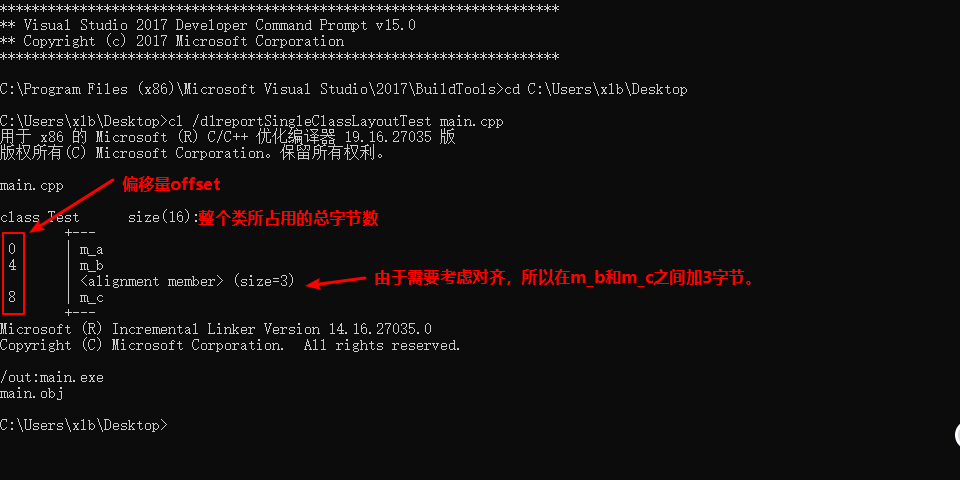 **********************************************************************
** Visual Studio 2017 Developer Command Prompt v15.0
** Copyright (c) 2017 Microsoft Corporation
**********************************************************************
C:\Program Files (x86)\Microsoft Visual Studio\2017\BuildTools>cd C:\Users\xlb\Desktop
C:\Users\xlb\Desktop>cl /d1reportSingleClassLayoutTest main.cpp
用于 x86 的 Microsoft (R) C/C++ 优化编译器 19.16.27035 版
版权所有(C) Microsoft Corporation。保留所有权利。
main.cpp
偏移量offset
class Test size(16):
整个类所占用的总字节数
+---
0 | m_a
4 | m_b
| <alignment member> (size=3)
由于需要考虑对齐，所以在m_b和m_c之间加3字节。
8 | m_c
+---
Microsoft (R) Incremental Linker Version 14.16.27035.0
Copyright (C) Microsoft Corporation.  All rights reserved.
/out:main.exe
main.obj
C:\Users\xlb\Desktop>